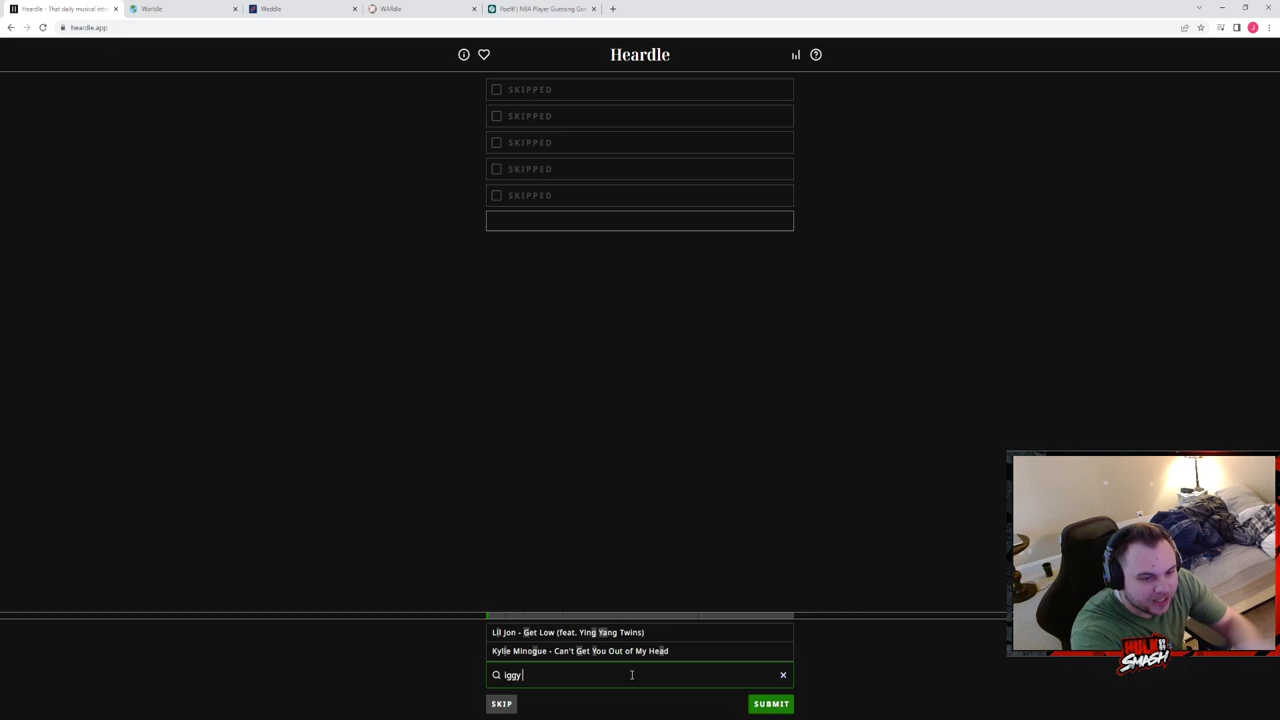 Heardle - That daily musical intr
Worldle
Weddle
WARdle
Poeltl | NBA Player Guessing Gam
heardle.app
J
Heardle
SKIPPED
SKIPPED
SKIPPED
SKIPPED
SKIPPED
Lil Jon - Get Low (feat. Ying Yang Twins)
Kylie Minogue - Can't Get You Out of My Head
iggy
SKIP
SUBMIT
HULK
SMASH